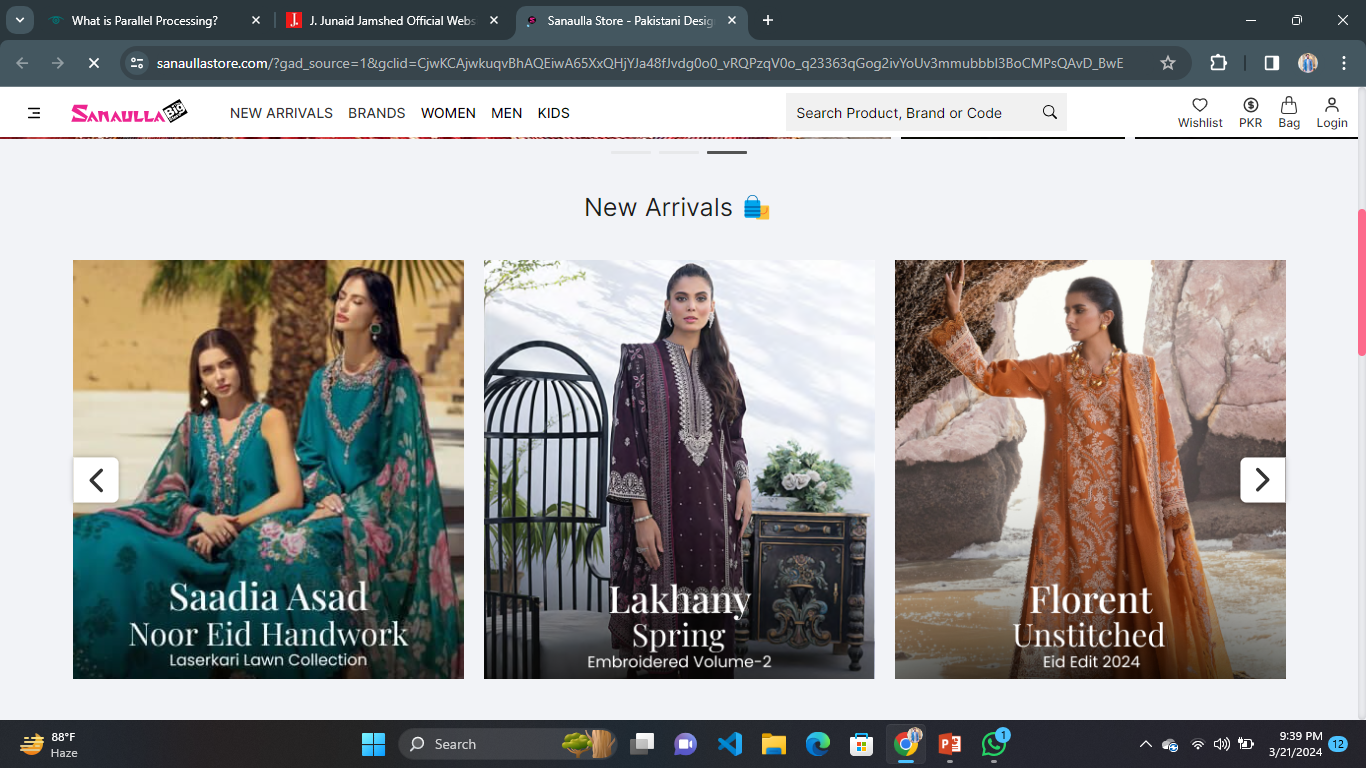 What is Parallel Processing?
J. Junaid Jamshed Official Webs
Sanaulla Store - Pakistani Desig
sanaullastore.com/?gad_source=1&gclid=CjwKCAjwkuqvBhAQEiwA65XxQHjYJa48fJvdg0o0_vRQPzqV0o_q23363qGog2ivYoUv3mmubbbl3BoCMPsQAvD_BwE
SANAULLA BIG
NEW ARRIVALS
BRANDS
WOMEN
MEN
KIDS
Search Product, Brand or Code
Wishlist
PKR
Bag
Login
New Arrivals
Saadia Asad
Noor Eid Handwork
Laserkari Lawn Collection
Lakhany
Spring
Embroidered Volume-2
Florent
Unstitched
Eid Edit 2024
88°F
Haze
Search
1
9:39 PM
3/21/2024
12